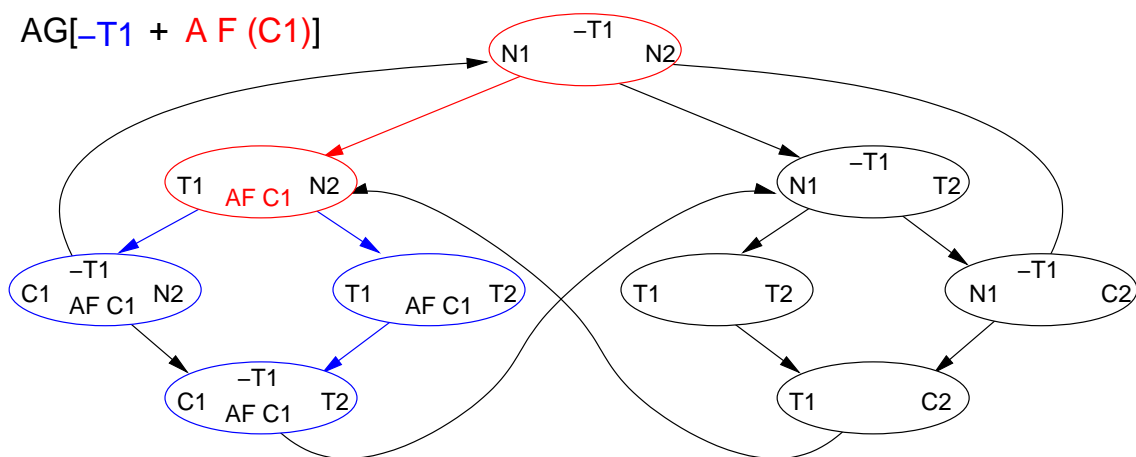 AG[–T1 + A F (C1)]
–T1
N1 N2
–T1
T1 N2
AF C1
N1 T2
–T1
C1 N2
AF C1
T1 T2
AF C1
T1 T2
–T1
N1 C2
–T1
C1 T2
AF C1
T1 C2